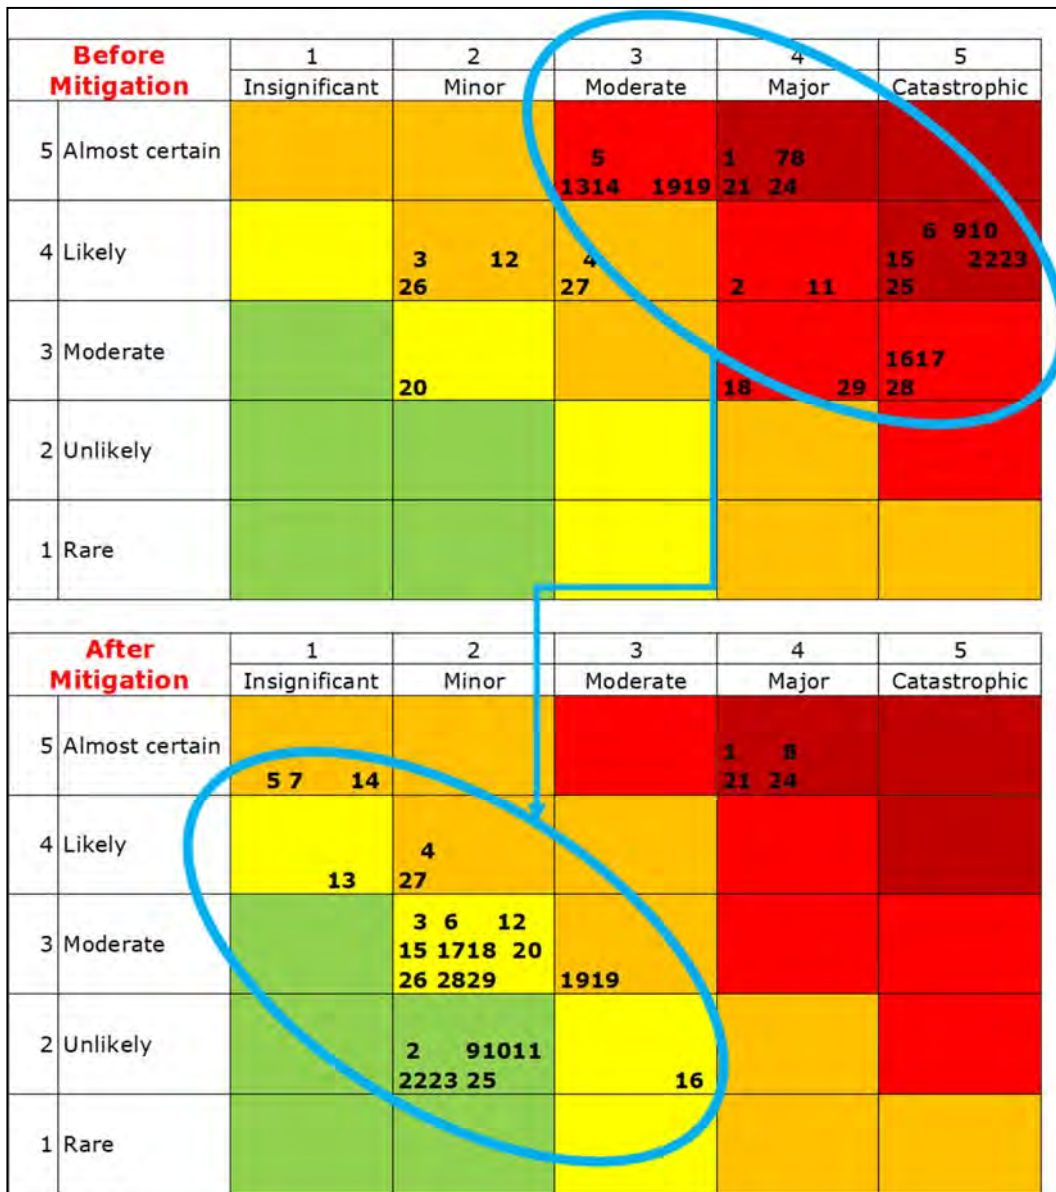 Before Mitigation 1 2 3 4 5
Insignificant Minor Moderate Major Catastrophic
5 Almost certain
5 1 78
1314 1919 21 24
4 Likely
6 910
3 12 4 15 2223
26 27 2 11 25
3 Moderate
1617
20 18 29 28
2 Unlikely
1 Rare
After Mitigation 1 2 3 4 5
Insignificant Minor Moderate Major Catastrophic
5 Almost certain
1 8
5 7 14 21 24
4 Likely
4
13 27
3 Moderate
3 6 12
15 1718 20
26 2829 1919
2 Unlikely
2 91011
2223 25 16
1 Rare